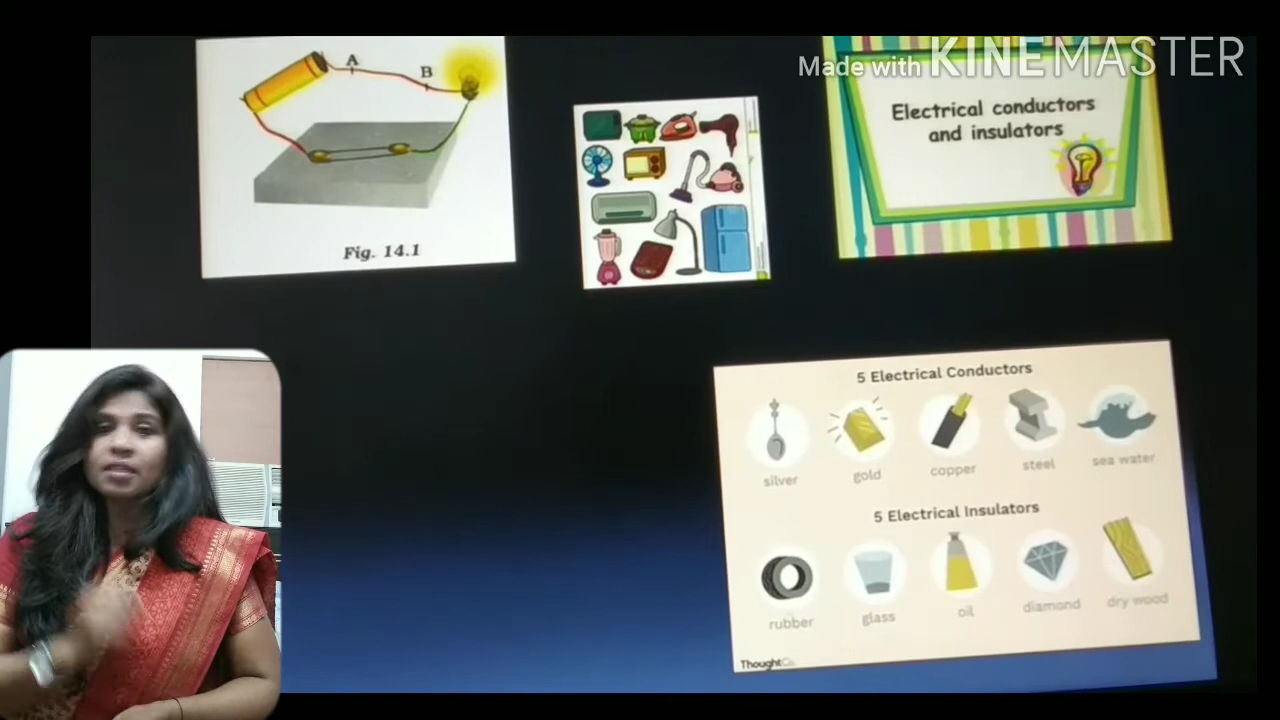 Made with KINEMASTER
A
B
Fig. 14.1
Electrical conductors
and insulators
5 Electrical Conductors
silver
gold
copper
steel
sea water
5 Electrical Insulators
rubber
glass
oil
diamond
dry wood
ThoughtCo.